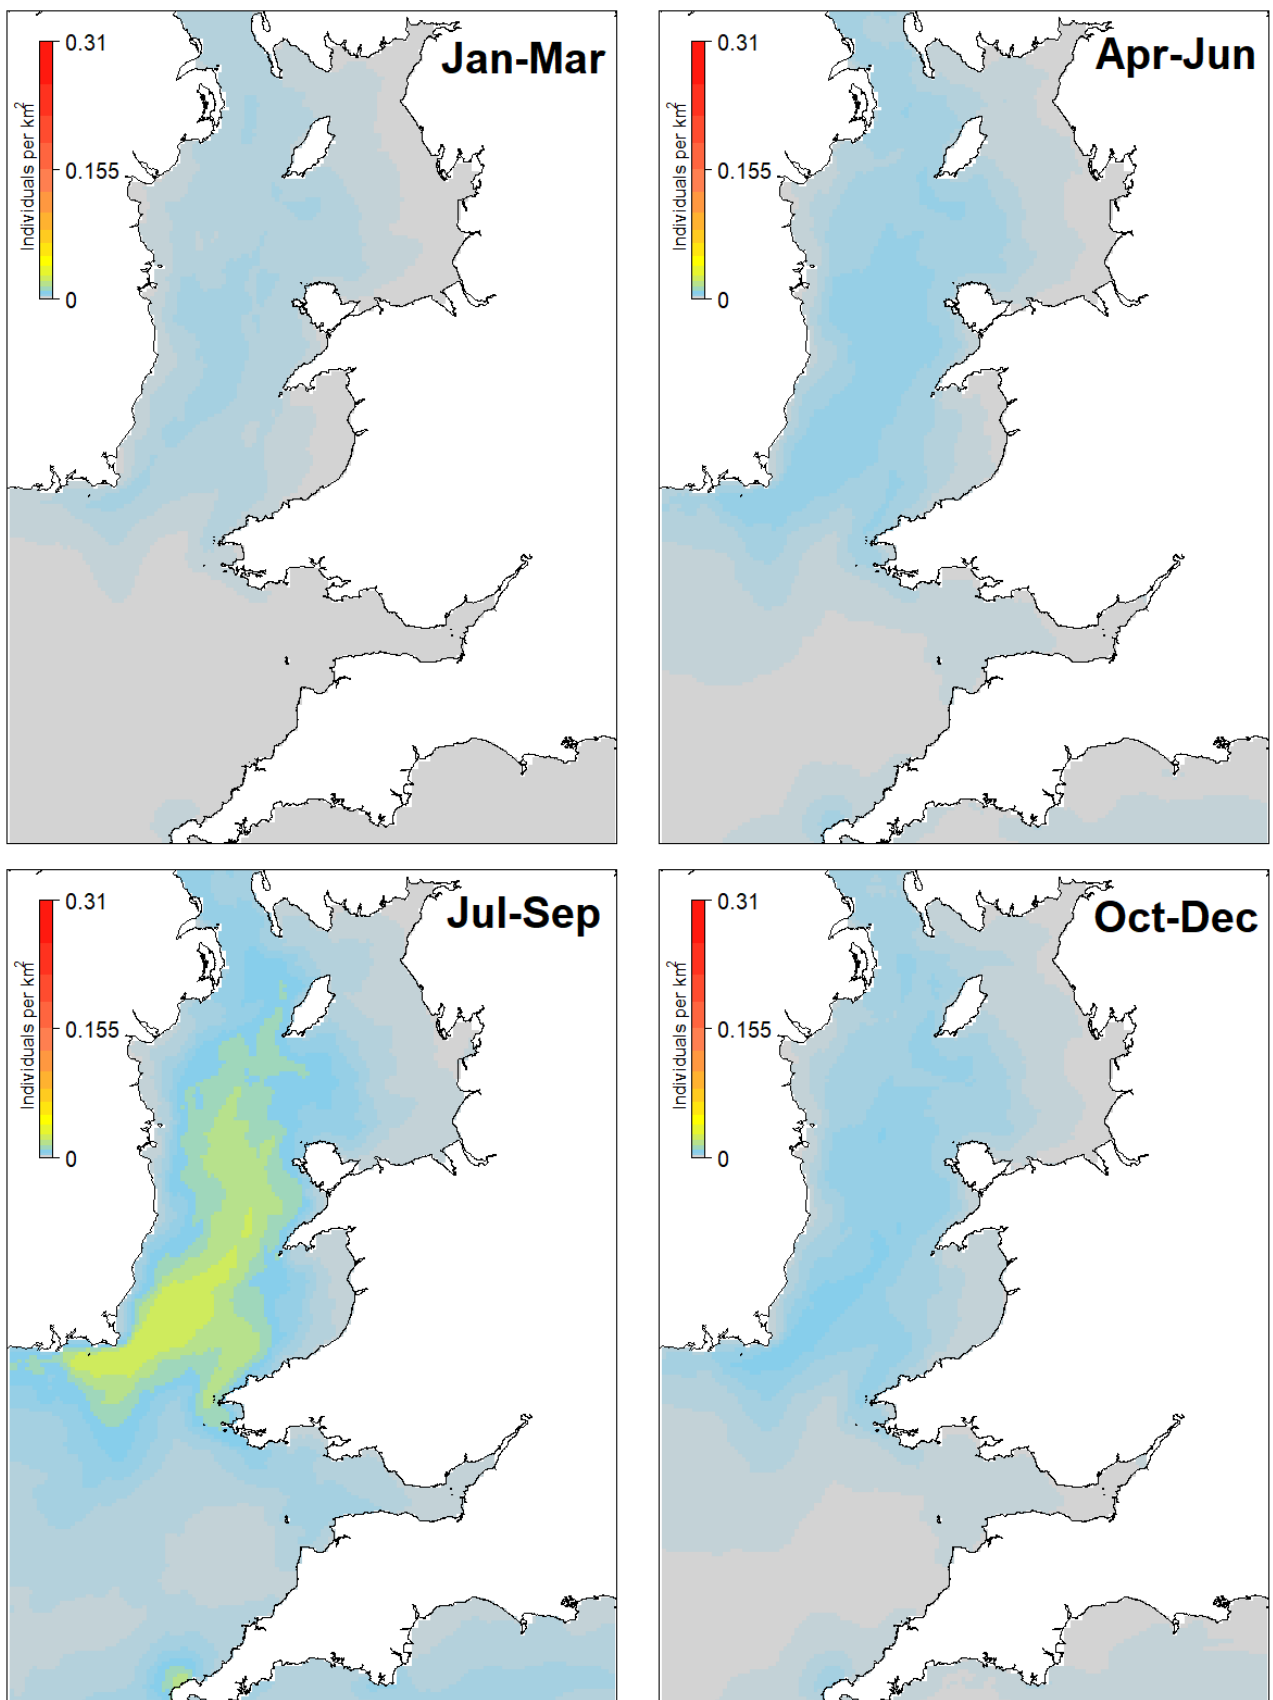 Jan-Mar
0.31
0.155
0
Individuals per km²
Apr-Jun
0.31
0.155
0
Individuals per km²
Jul-Sep
0.31
0.155
0
Individuals per km²
Oct-Dec
0.31
0.155
0
Individuals per km²